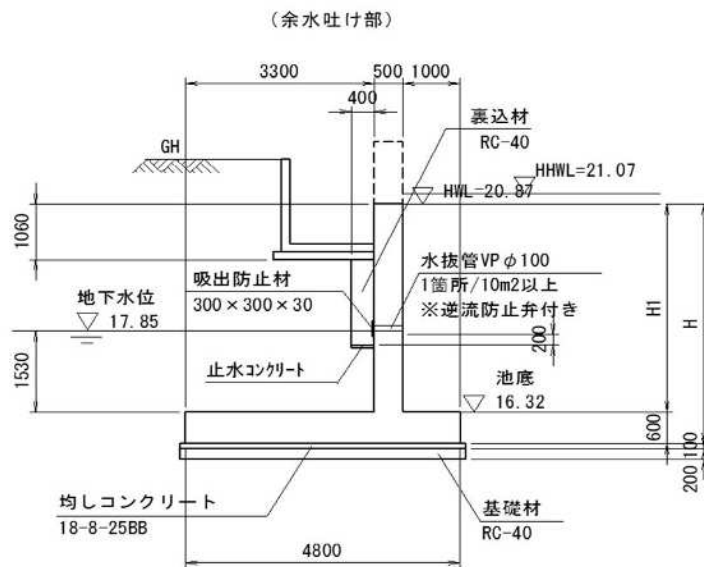 （余水吐け部）
3300
500
1000
400
GH
裏込材
RC-40
HHWL=21.07
HWL=20.87
1060
吸出防止材
300×300×30
水抜管VPφ100
1箇所/10m2以上
※逆流防止弁付き
地下水位
17.85
200
H1
H
止水コンクリート
1530
池底
16.32
600
100
200
均しコンクリート
18-8-25BB
基礎材
RC-40
4800